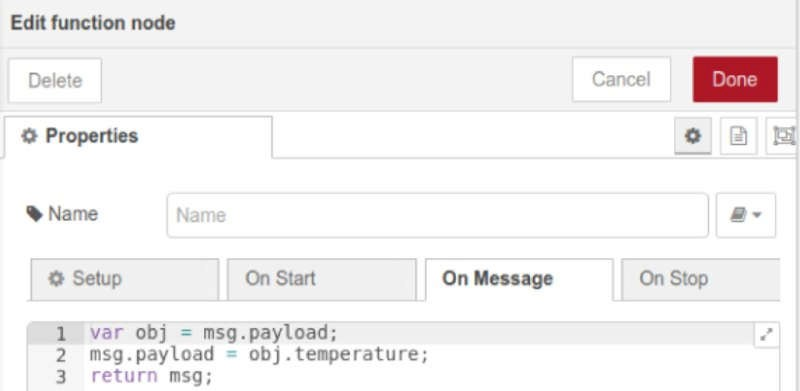 Edit function node
Delete
Cancel
Done
Properties
Name
Name
Setup
On Start
On Message
On Stop
1 var obj = msg.payload;
2 msg.payload = obj.temperature;
3 return msg;